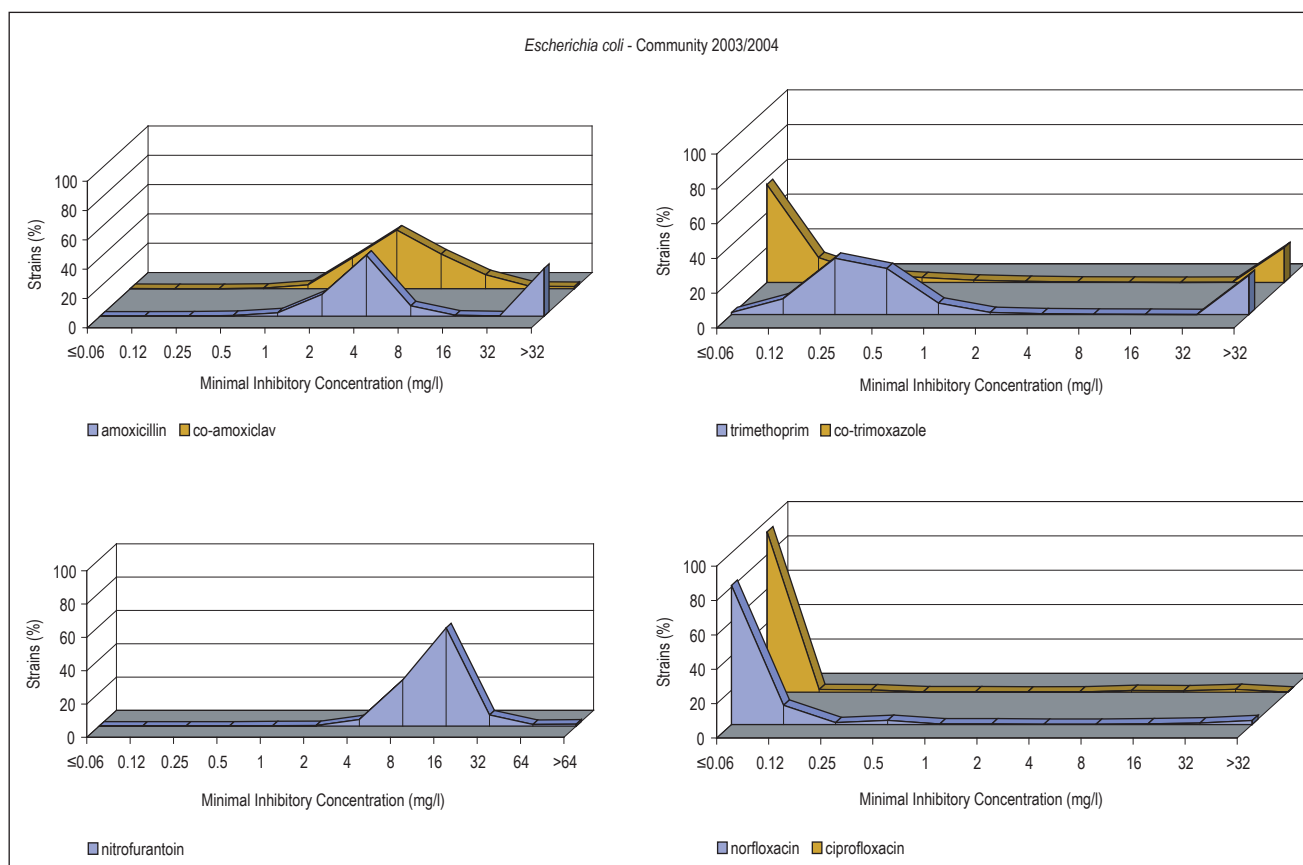 Escherichia coli - Community 2003/2004
Strains (%)
100
80
60
40
20
0
≤0.06 0.12 0.25 0.5 1 2 4 8 16 32 >32
Minimal Inhibitory Concentration (mg/l)
amoxicillin co-amoxiclav
Strains (%)
100
80
60
40
20
0
≤0.06 0.12 0.25 0.5 1 2 4 8 16 32 >32
Minimal Inhibitory Concentration (mg/l)
trimethoprim co-trimoxazole
Strains (%)
100
80
60
40
20
0
≤0.06 0.12 0.25 0.5 1 2 4 8 16 32 64 >64
Minimal Inhibitory Concentration (mg/l)
nitrofurantoin
Strains (%)
100
80
60
40
20
0
≤0.06 0.12 0.25 0.5 1 2 4 8 16 32 >32
Minimal Inhibitory Concentration (mg/l)
norfloxacin ciprofloxacin